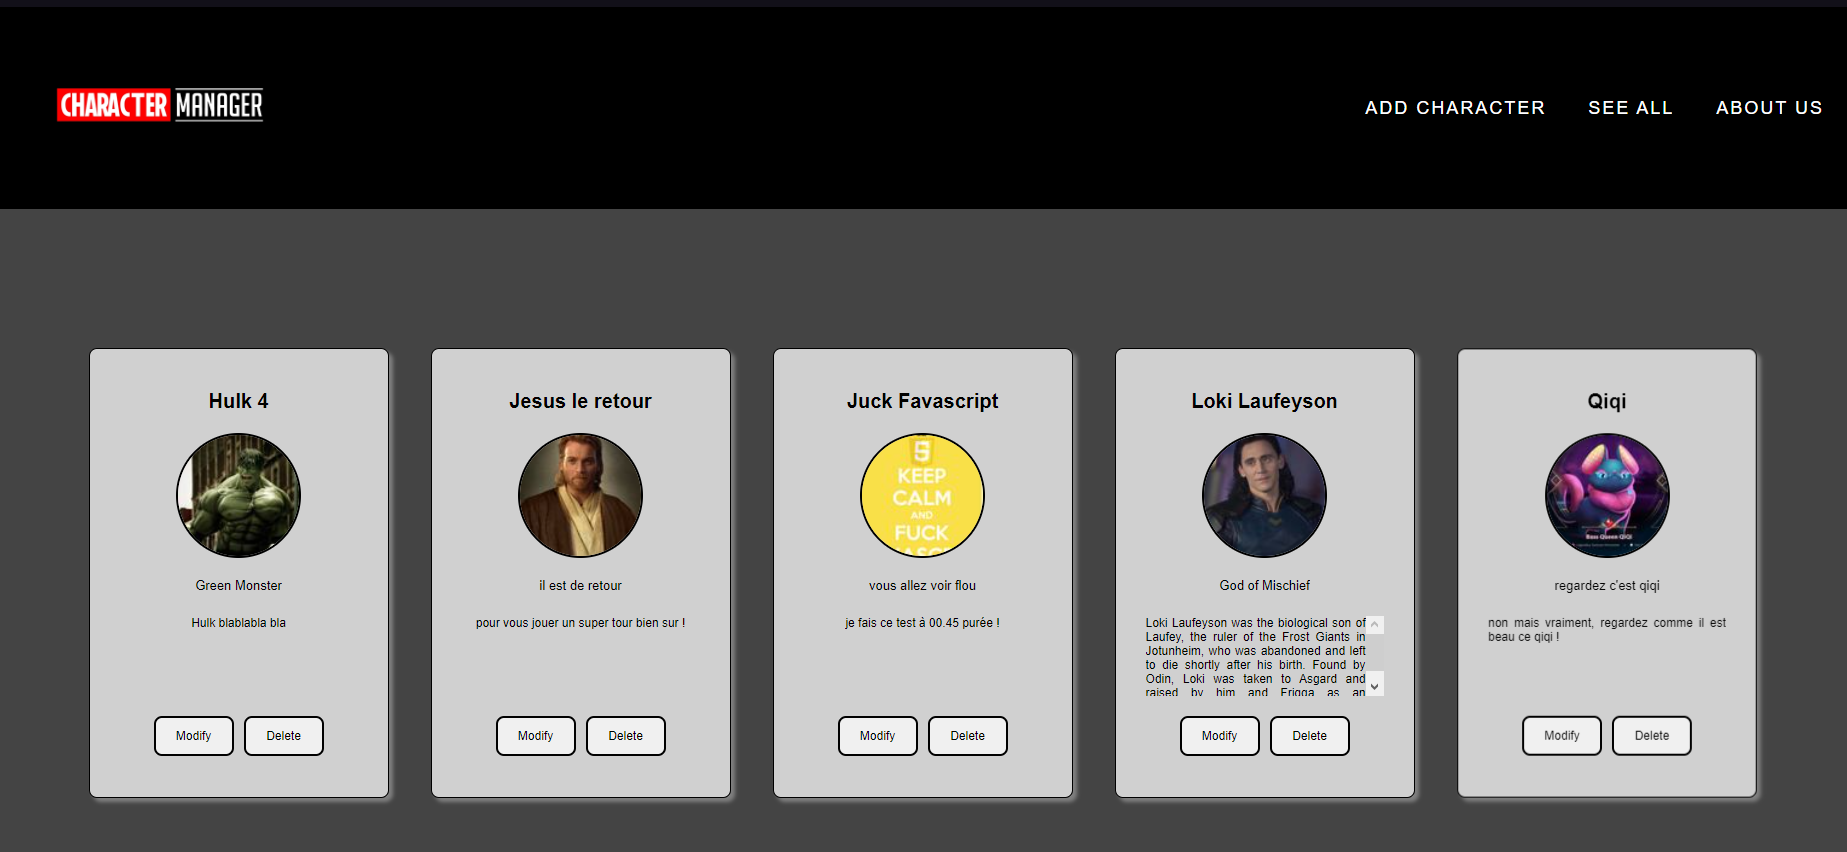 CHARACTER MANAGER
ADD CHARACTER
SEE ALL
ABOUT US
Hulk 4
Green Monster
Hulk blablabla bla
Modify
Delete
Jesus le retour
il est de retour
pour vous jouer un super tour bien sur !
Modify
Delete
Juck Favascript
5
KEEP
CALM
AND
FUCK
vous allez voir flou
je fais ce test à 00.45 purée !
Modify
Delete
Loki Laufeyson
God of Mischief
Loki Laufeyson was the biological son of
Laufey, the ruler of the Frost Giants in
Jotunheim, who was abandoned and left
to die shortly after his birth. Found by
Odin, Loki was taken to Asgard and
raised by him and Frigga as an
Modify
Delete
Qiqi
Boss Queen QiQi
regardez c'est qiqi
non mais vraiment, regardez comme il est
beau ce qiqi !
Modify
Delete